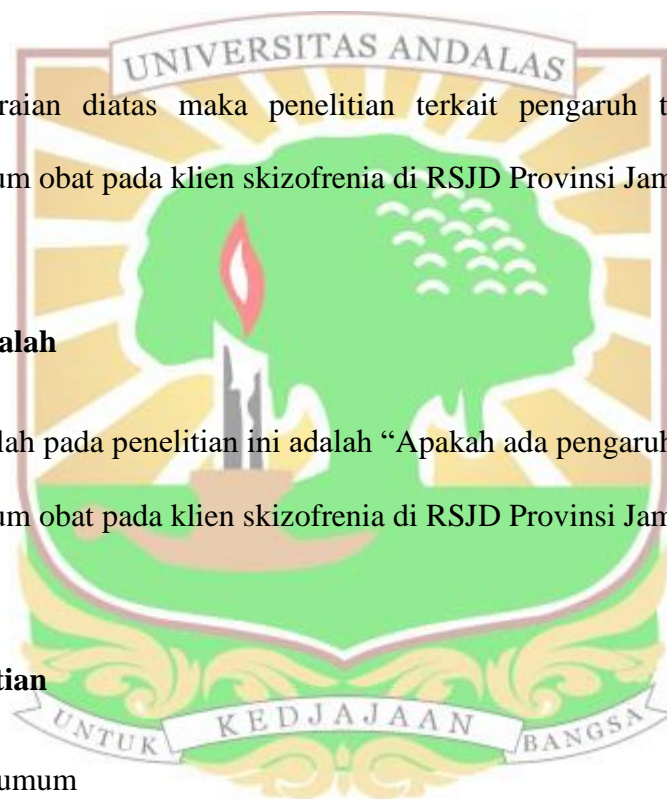 UNIVERSITAS ANDALAS
raian diatas maka penelitian terkait pengaruh t
um obat pada klien skizofrenia di RSJD Provinsi Jam
alah
lah pada penelitian ini adalah “Apakah ada pengaruh
um obat pada klien skizofrenia di RSJD Provinsi Jam
tian
UNTUK KEDJAJAAN BANGSA
umum